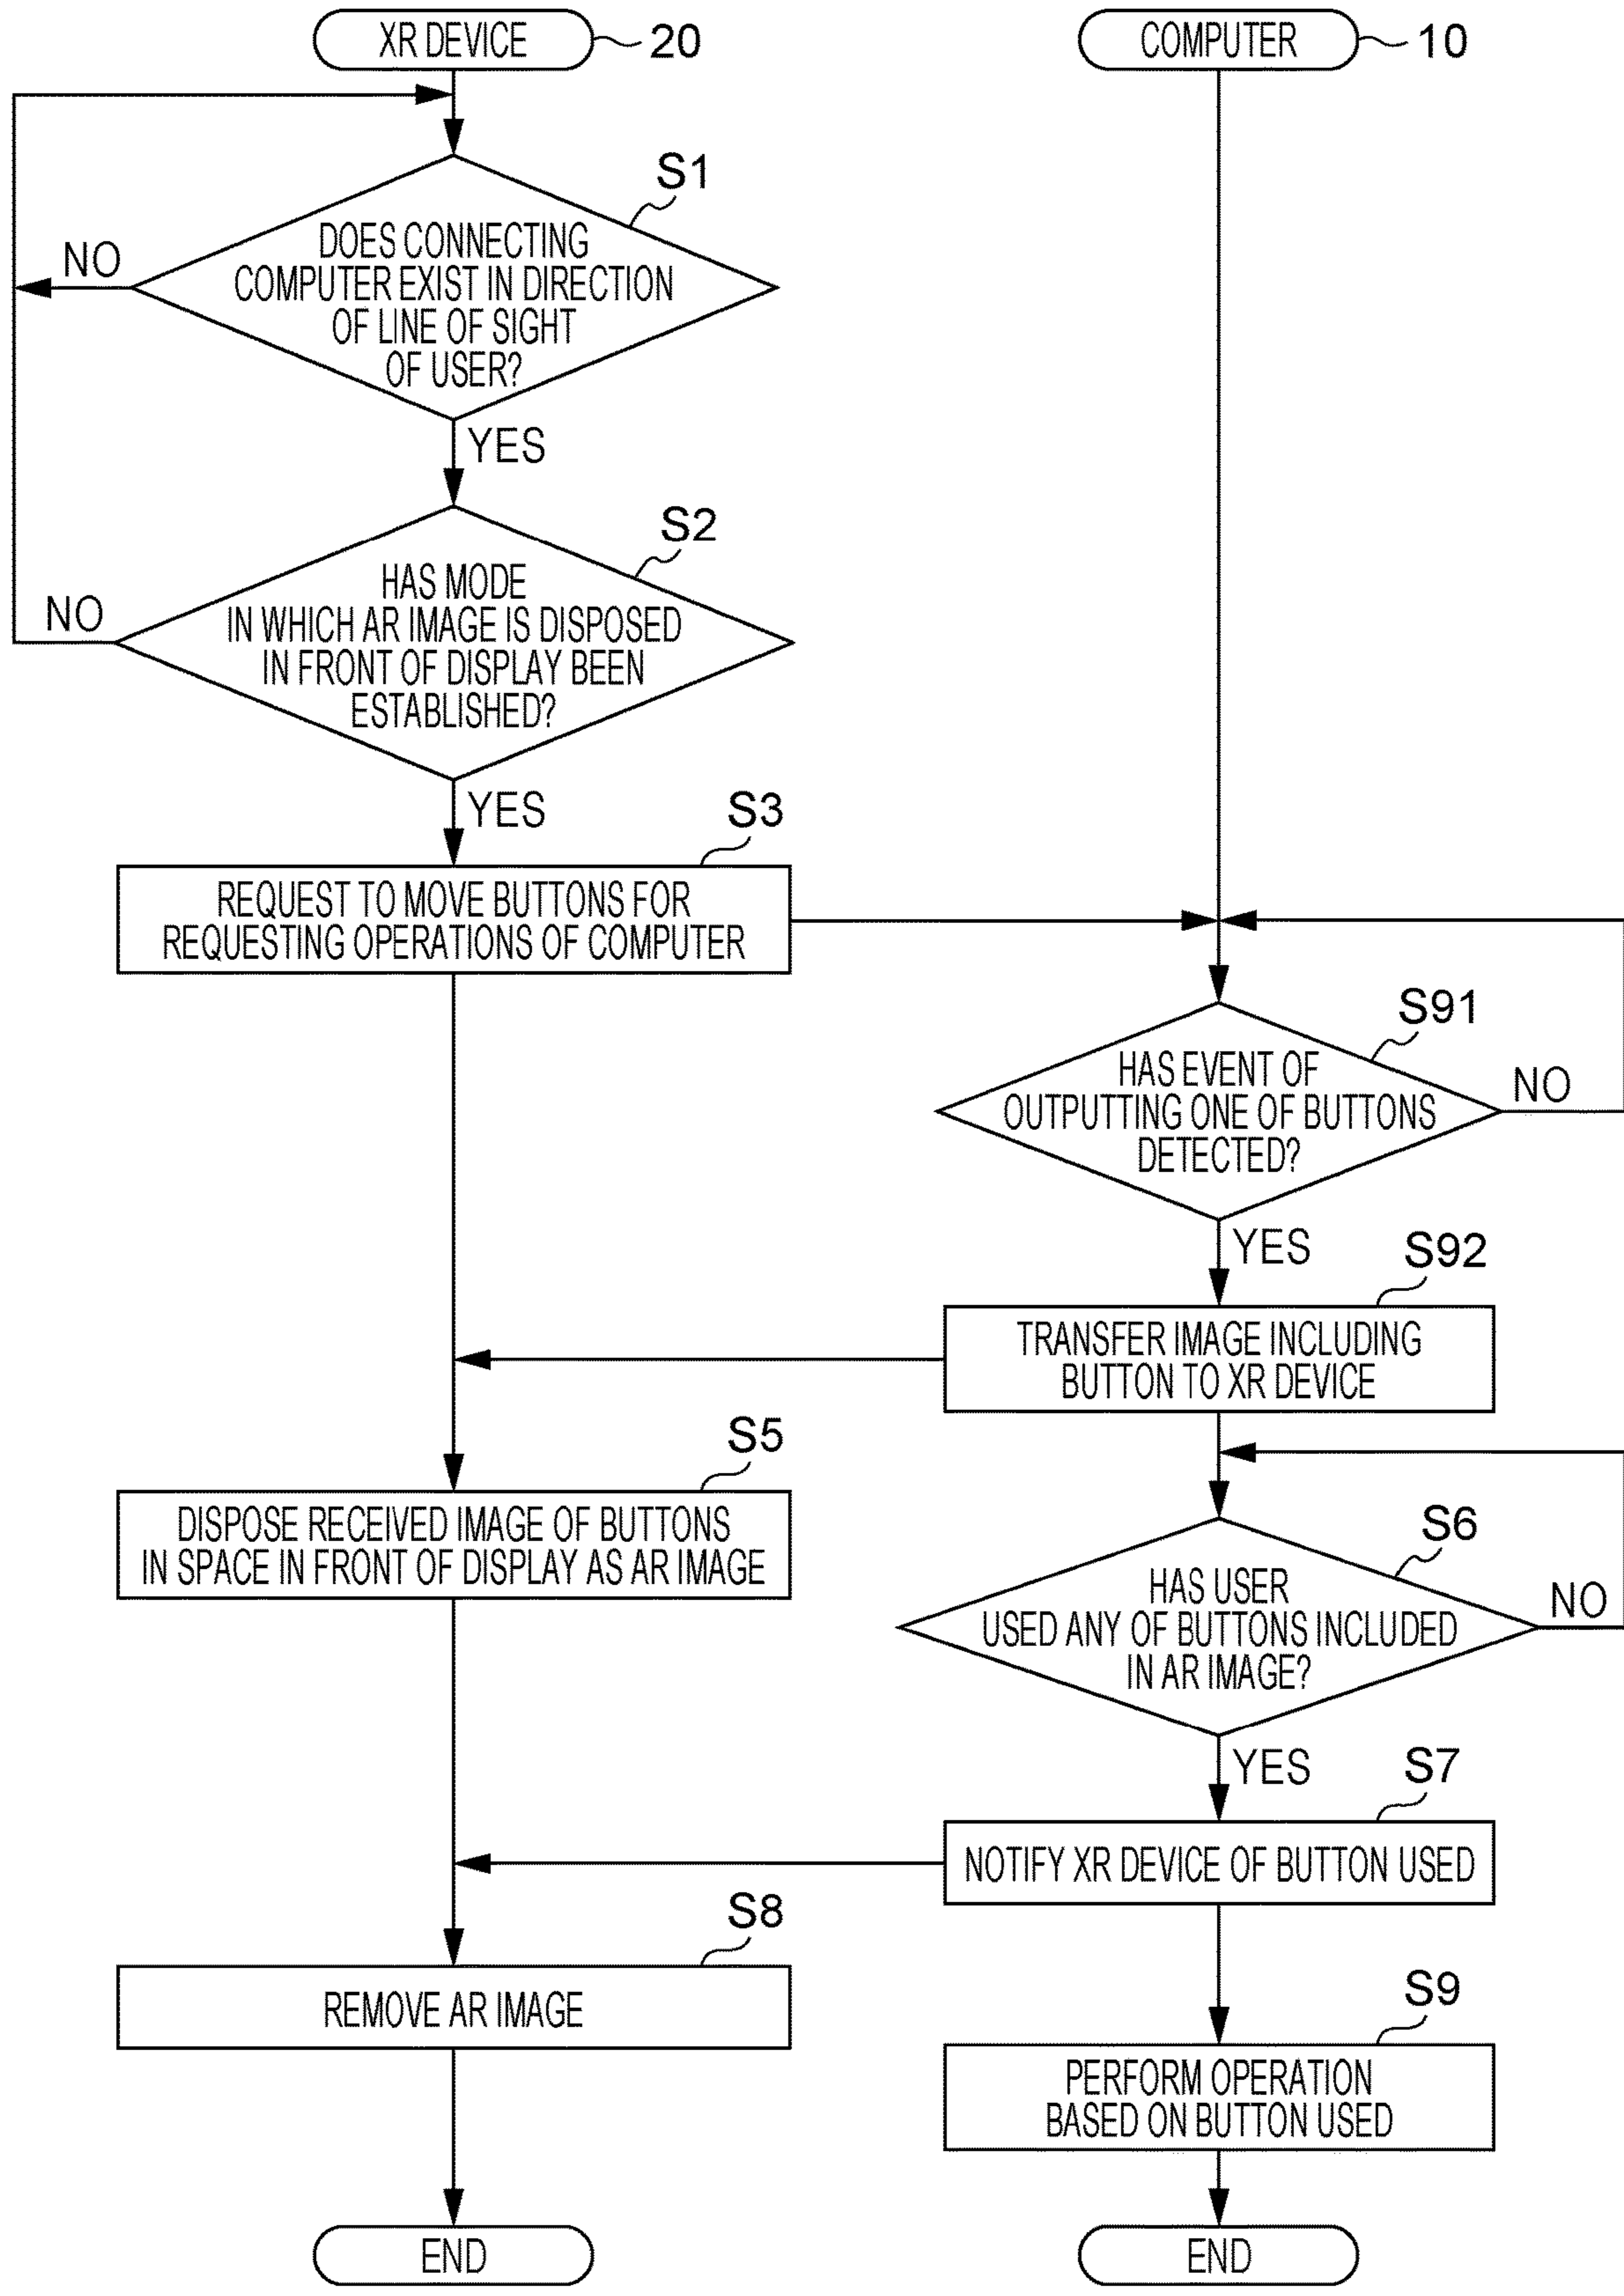 XR DEVICE
20
COMPUTER
10
S1
DOES CONNECTING
COMPUTER EXIST IN DIRECTION
OF LINE OF SIGHT
OF USER?
NO
YES
S2
HAS MODE
IN WHICH AR IMAGE IS DISPOSED
IN FRONT OF DISPLAY BEEN
ESTABLISHED?
NO
YES
S3
REQUEST TO MOVE BUTTONS FOR
REQUESTING OPERATIONS OF COMPUTER
S91
HAS EVENT OF
OUTPUTTING ONE OF BUTTONS
DETECTED?
NO
YES
S92
TRANSFER IMAGE INCLUDING
BUTTON TO XR DEVICE
S5
DISPOSE RECEIVED IMAGE OF BUTTONS
IN SPACE IN FRONT OF DISPLAY AS AR IMAGE
S6
HAS USER
USED ANY OF BUTTONS INCLUDED
IN AR IMAGE?
NO
YES
S7
NOTIFY XR DEVICE OF BUTTON USED
S8
REMOVE AR IMAGE
S9
PERFORM OPERATION
BASED ON BUTTON USED
END
END